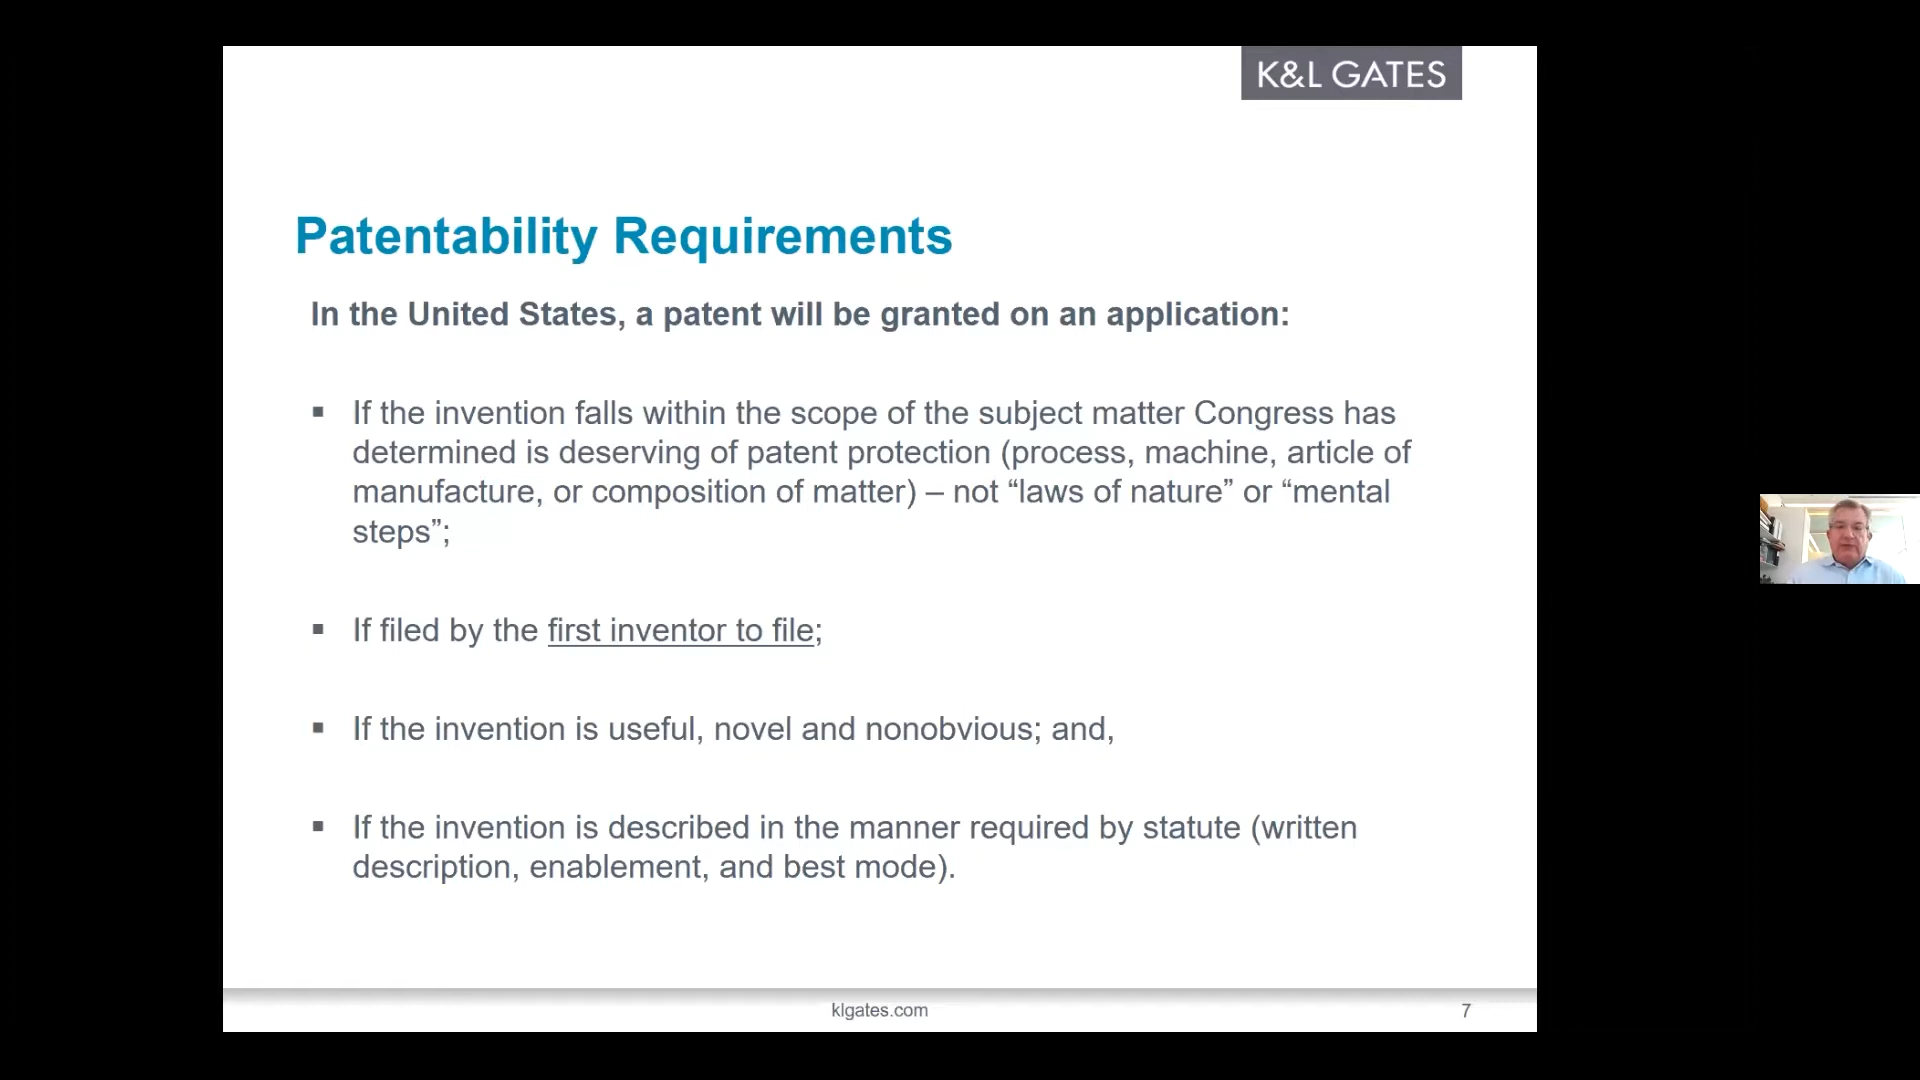 K&L GATES
Patentability Requirements
In the United States, a patent will be granted on an application:
▪ If the invention falls within the scope of the subject matter Congress has
determined is deserving of patent protection (process, machine, article of
manufacture, or composition of matter) – not “laws of nature” or “mental
steps”;
▪ If filed by the first inventor to file;
▪ If the invention is useful, novel and nonobvious; and,
▪ If the invention is described in the manner required by statute (written
description, enablement, and best mode).
klgates.com
7